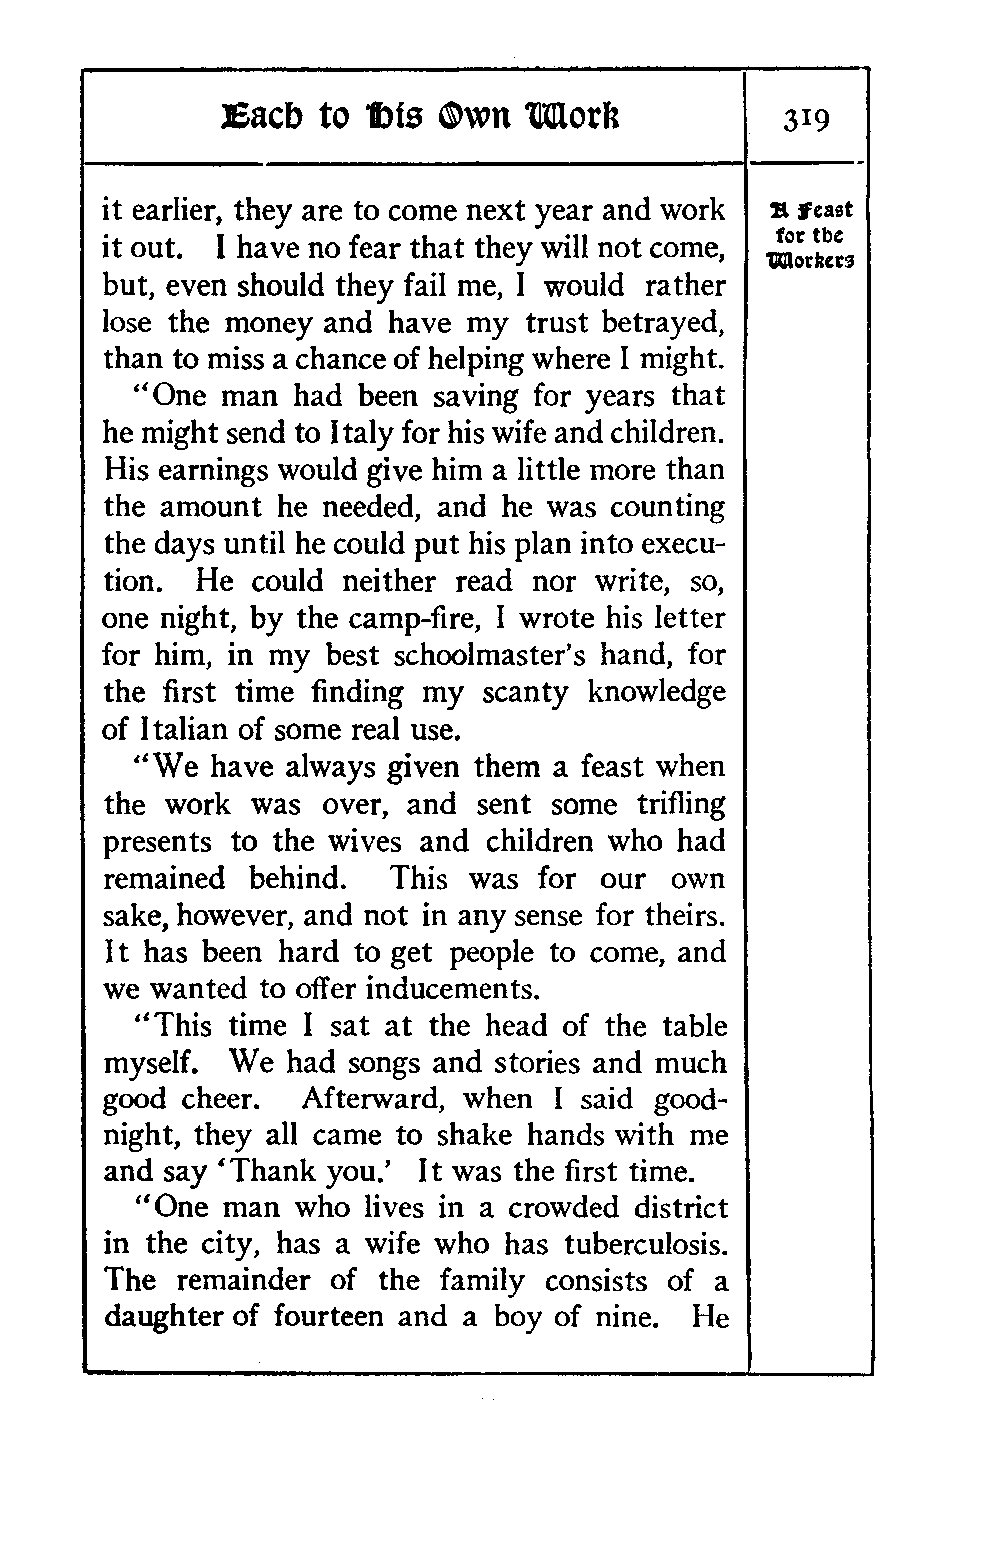 Each to His Own Work
319
A Feast
for the
Workers
it earlier, they are to come next year and work
it out. I have no fear that they will not come,
but, even should they fail me, I would rather
lose the money and have my trust betrayed,
than to miss a chance of helping where I might.
"One man had been saving for years that
he might send to Italy for his wife and children.
His earnings would give him a little more than
the amount he needed, and he was counting
the days until he could put his plan into execu-
tion. He could neither read nor write, so,
one night, by the camp-fire, I wrote his letter
for him, in my best schoolmaster's hand, for
the first time finding my scanty knowledge
of Italian of some real use.
"We have always given them a feast when
the work was over, and sent some trifling
presents to the wives and children who had
remained behind. This was for our own
sake, however, and not in any sense for theirs.
It has been hard to get people to come, and
we wanted to offer inducements.
"This time I sat at the head of the table
myself. We had songs and stories and much
good cheer. Afterward, when I said good-
night, they all came to shake hands with me
and say 'Thank you.' It was the first time.
"One man who lives in a crowded district
in the city, has a wife who has tuberculosis.
The remainder of the family consists of a
daughter of fourteen and a boy of nine. He